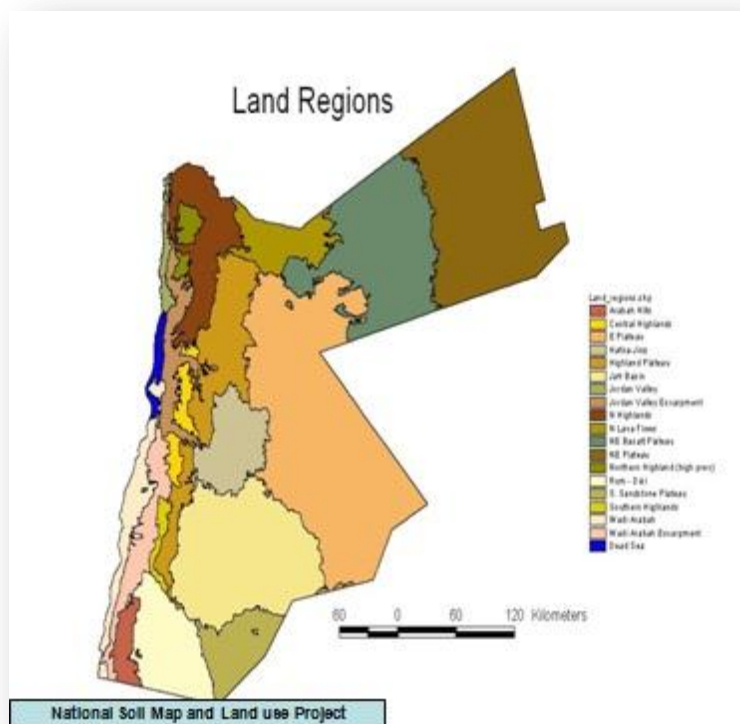 Land Regions
Land_regions.shp
Arabah Hills
Central Highlands
E Plateau
Hafira-Jinz
Highland Plateau
Jafr Basin
Jordan Valley
Jordan Valley Escarpment
N Highlands
N Lava Flows
NE Basalt Plateau
NE Plateau
Northern Highland (high prec)
Rum - Disi
S. Sandstone Plateau
Southern Highlands
Wadi Arabah
Wadi Arabah Escarpment
Dead Sea
60 0 60 120 Kilometers
National Soil Map and Land use Project